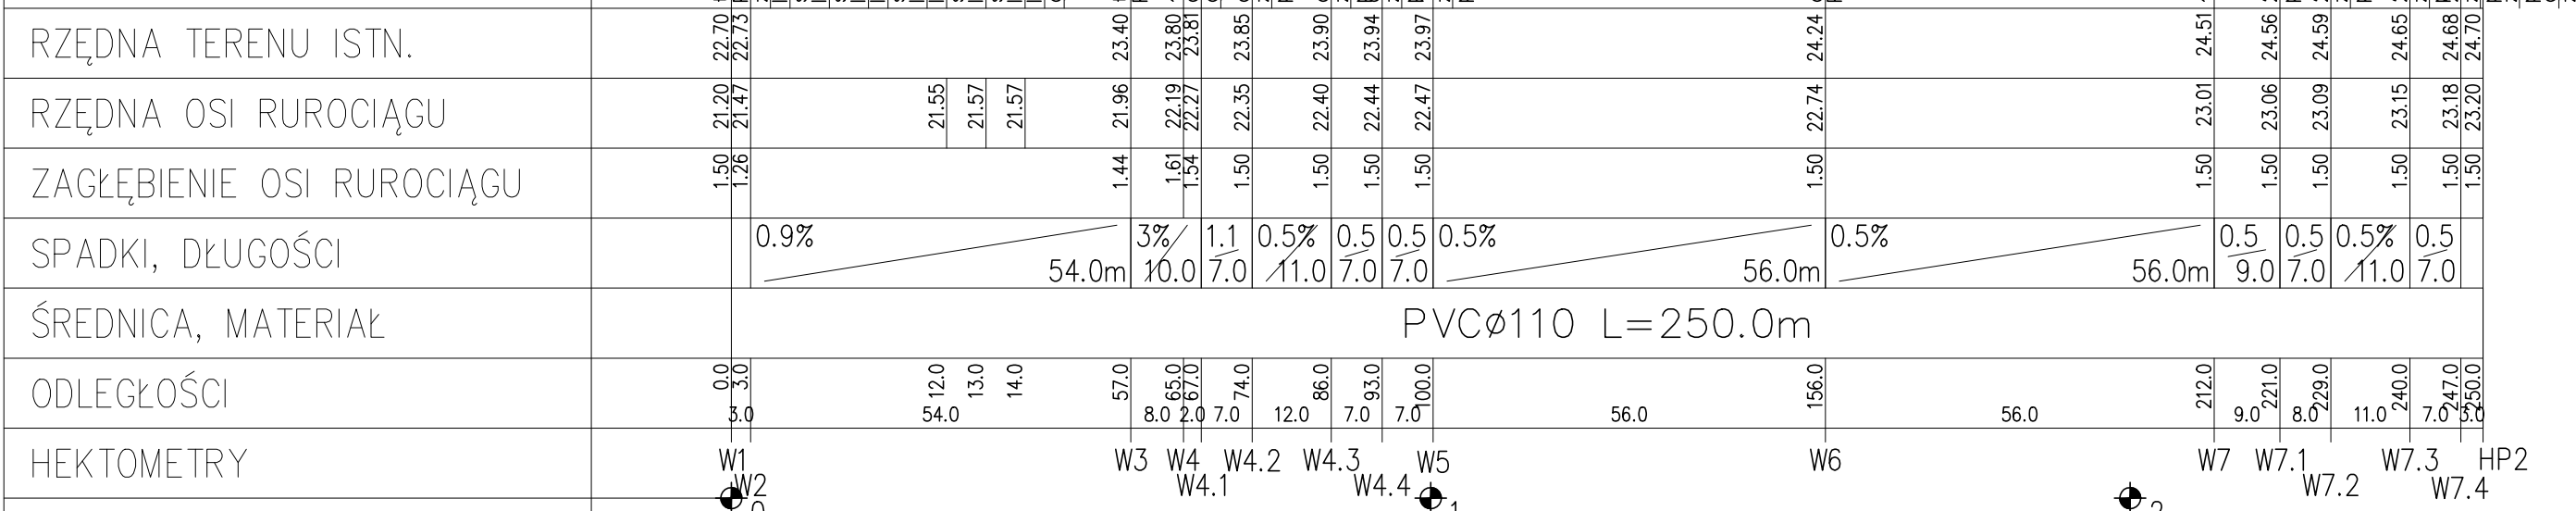 RZĘDNA TERENU ISTN. 22.70 22.73 23.40 23.80 23.81 23.85 23.90 23.94 23.97 24.24 24.51 24.56 24.59 24.65 24.68 24.70
RZĘDNA OSI RUROCIĄGU 21.20 21.47 21.55 21.57 21.57 21.96 22.19 22.27 22.35 22.40 22.44 22.47 22.74 23.01 23.06 23.09 23.15 23.18 23.20
ZAGŁĘBIENIE OSI RUROCIĄGU 1.50 1.26 1.44 1.61 1.54 1.50 1.50 1.50 1.50 1.50 1.50 1.50 1.50 1.50 1.50 1.50
SPADKI, DŁUGOŚCI
0.9% 3% 1.1 0.5% 0.5 0.5 0.5% 0.5% 0.5 0.5 0.5% 0.5
54.0m 10.0 7.0 11.0 7.0 7.0 56.0m 56.0m 9.0 7.0 11.0 7.0
ŚREDNICA, MATERIAŁ PVCø110 L=250.0m
ODLEGŁOŚCI 0.0 3.0 12.0 13.0 14.0 57.0 65.0 67.0 74.0 86.0 93.0 100.0 156.0 212.0 221.0 229.0 240.0 247.0 250.0
3.0 54.0 8.0 2.0 7.0 12.0 7.0 7.0 56.0 56.0 9.0 8.0 11.0 7.0 3.0
HEKTOMETRY W1 W3 W4 W4.2 W4.3 W5 W6 W7 W7.1 W7.3 HP2
W2 W4.1 W4.4 W7.2 W7.4